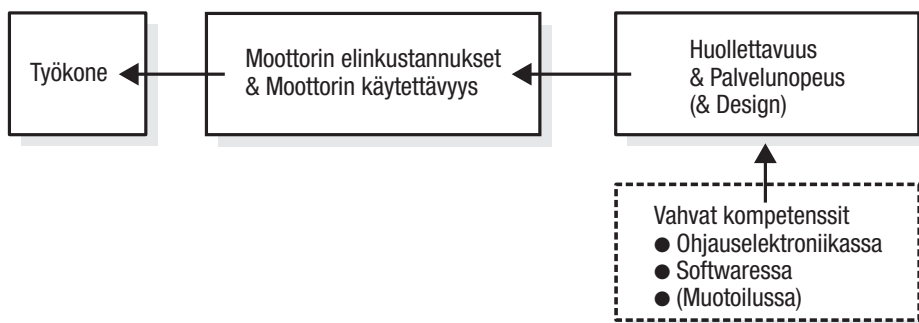 Työkone
Moottorin elinkustannukset
& Moottorin käytettävyys
Huollettavuus
& Palvelunopeus
(& Design)
Vahvat kompetenssit
● Ohjauselektroniikassa
● Softwaressa
● (Muotoilussa)